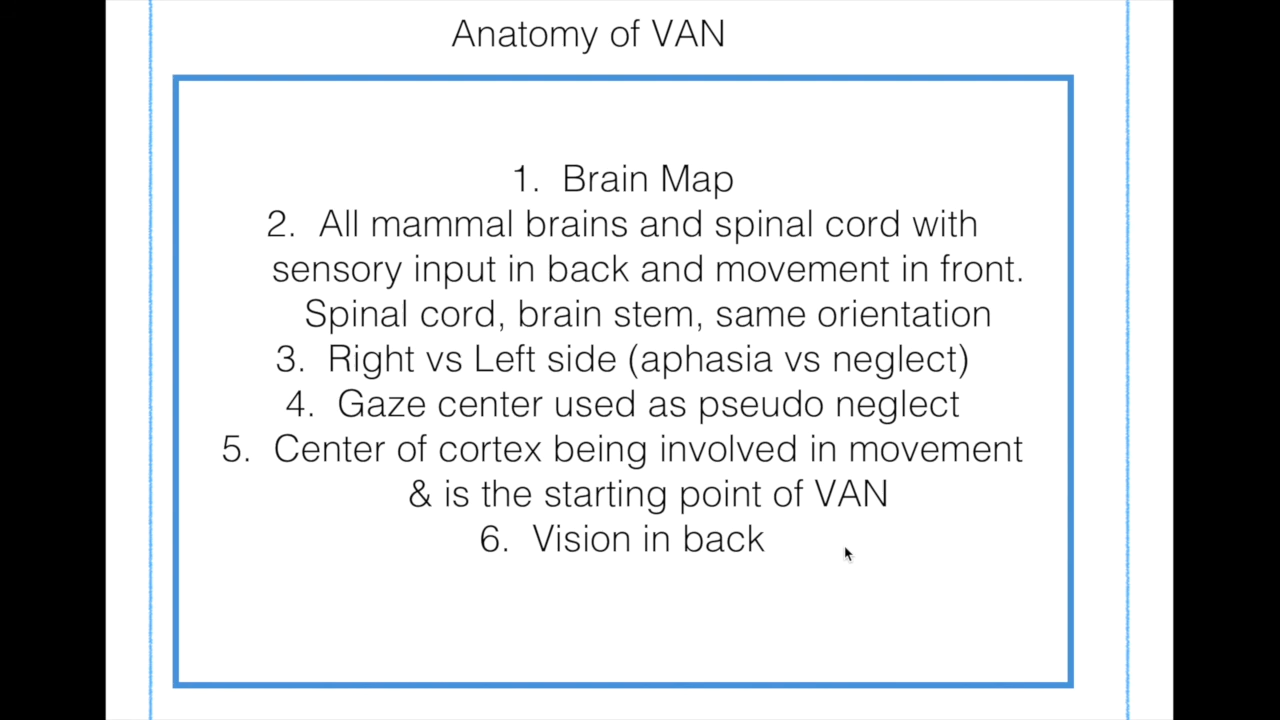 Anatomy of VAN
1. Brain Map
2. All mammal brains and spinal cord with
sensory input in back and movement in front.
Spinal cord, brain stem, same orientation
3. Right vs Left side (aphasia vs neglect)
4. Gaze center used as pseudo neglect
5. Center of cortex being involved in movement
& is the starting point of VAN
6. Vision in back